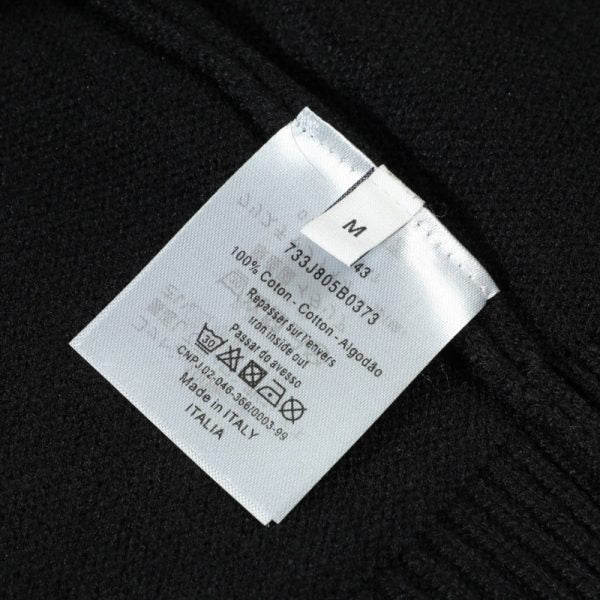 M
43
733J805B0373
100% Coton - Cotton - Algodão
Repasser sur l'envers
Iron inside out
Passar do avesso
30
CNPJ 02-046-366/0003-99
Made in ITALY
ITALIA